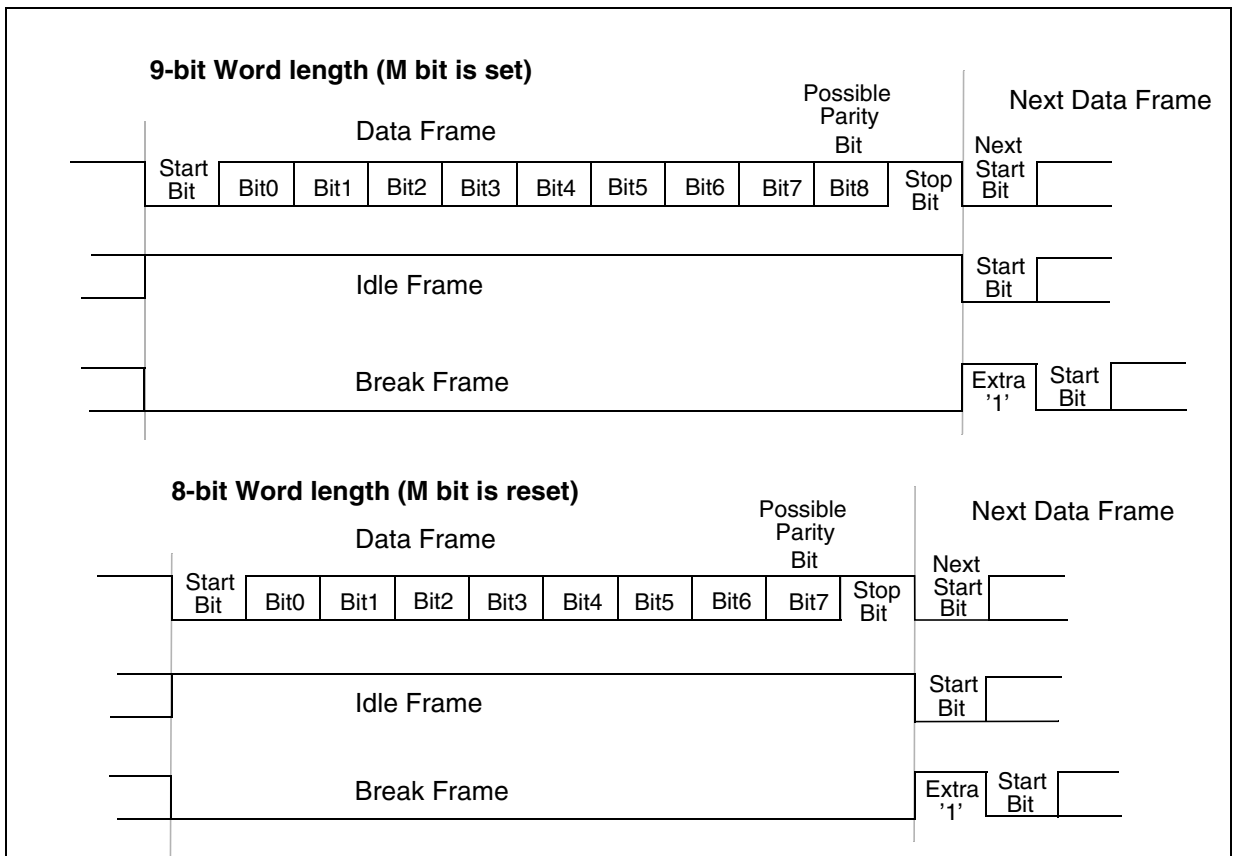 9-bit Word length (M bit is set)
Possible
Parity
Bit
Next Data Frame
Data Frame
Start
Bit
Bit0
Bit1
Bit2
Bit3
Bit4
Bit5
Bit6
Bit7
Bit8
Stop
Bit
Next
Start
Bit
Idle Frame
Start
Bit
Break Frame
Extra
'1'
Start
Bit
8-bit Word length (M bit is reset)
Possible
Parity
Bit
Next Data Frame
Data Frame
Start
Bit
Bit0
Bit1
Bit2
Bit3
Bit4
Bit5
Bit6
Bit7
Stop
Bit
Next
Start
Bit
Idle Frame
Start
Bit
Break Frame
Extra
'1'
Start
Bit